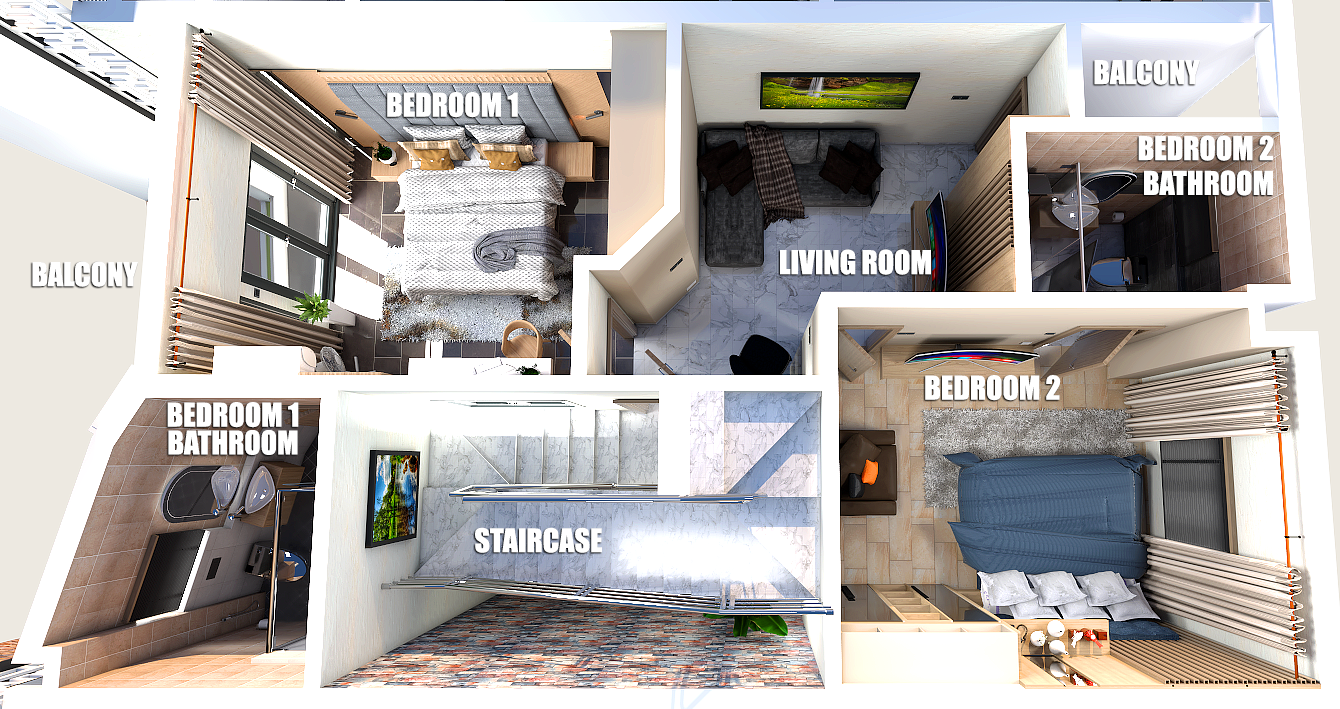 BEDROOM 1
BALCONY
BEDROOM 2
BATHROOM
BALCONY
LIVING ROOM
BEDROOM 2
BEDROOM 1
BATHROOM
STAIRCASE